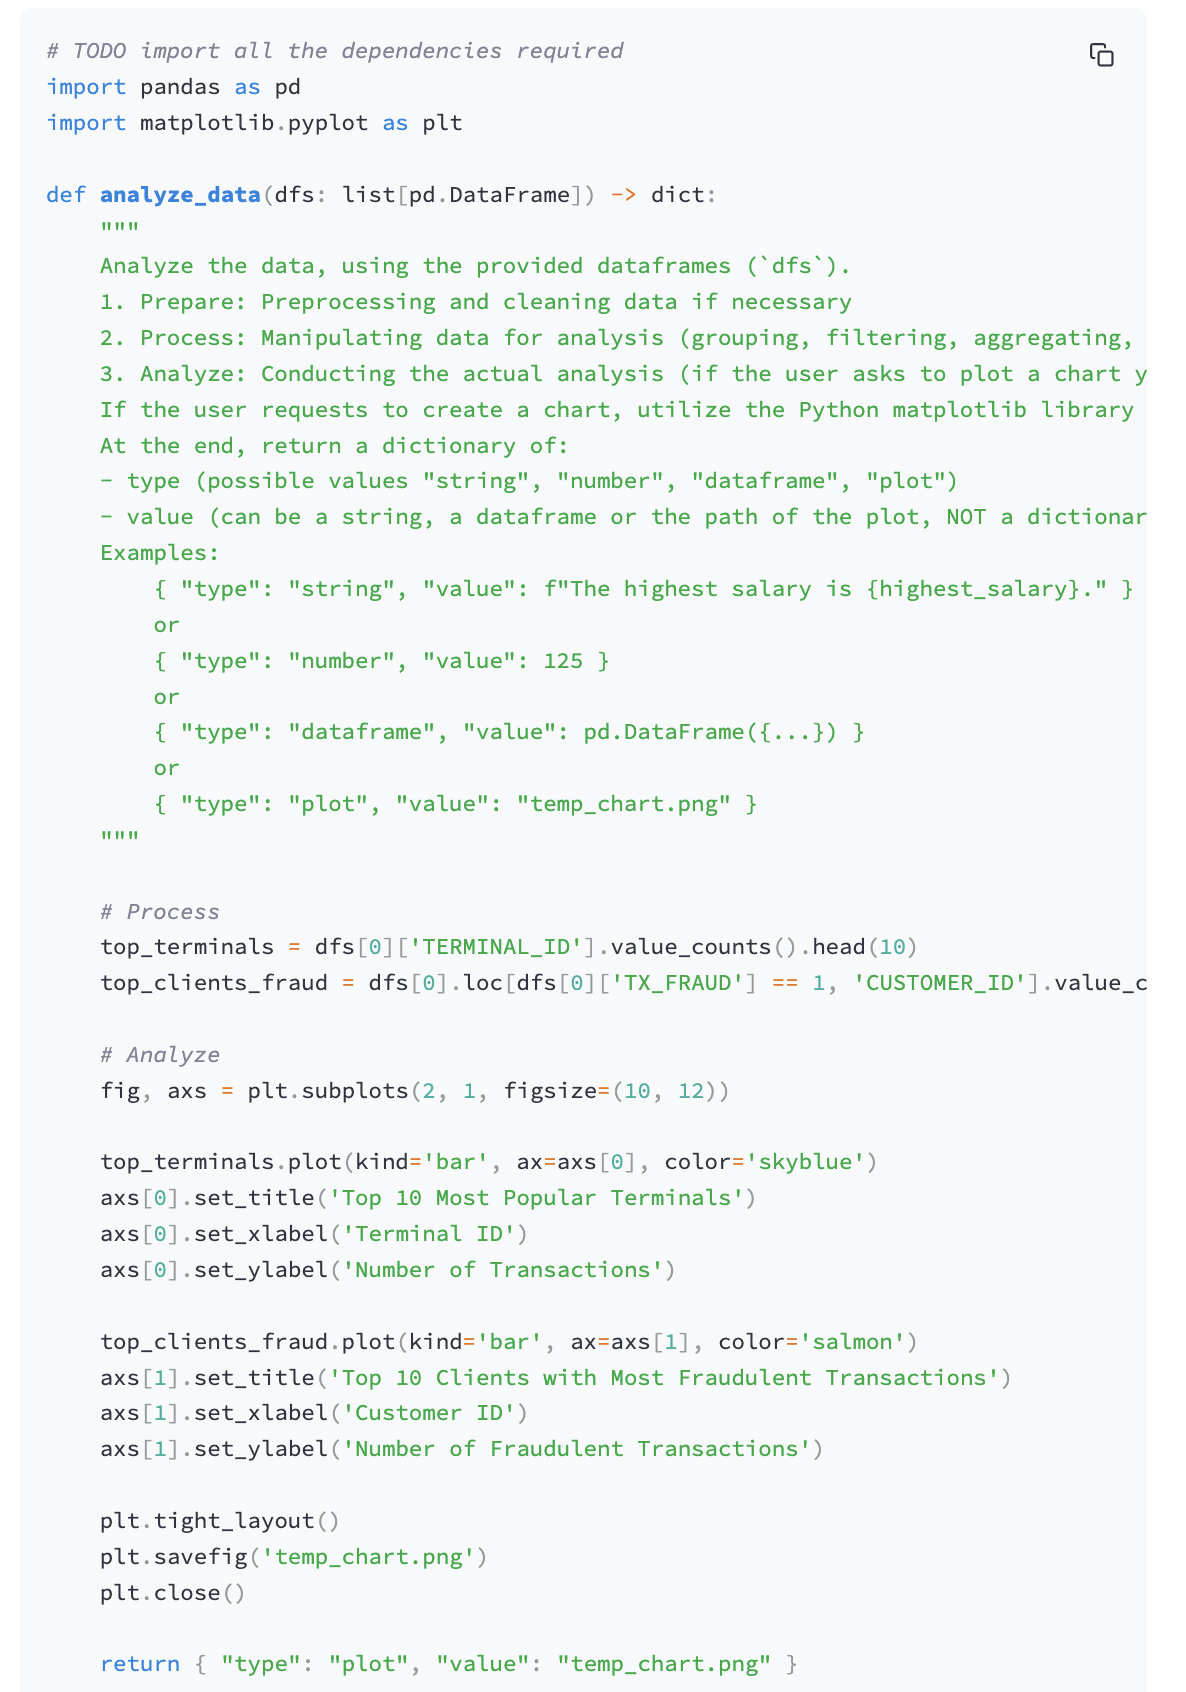 # TODO import all the dependencies required
import pandas as pd
import matplotlib.pyplot as plt

def analyze_data(dfs: list[pd.DataFrame]) -> dict:
    """
    Analyze the data, using the provided dataframes (`dfs`).
    1. Prepare: Preprocessing and cleaning data if necessary
    2. Process: Manipulating data for analysis (grouping, filtering, aggregating,
    3. Analyze: Conducting the actual analysis (if the user asks to plot a chart y
    If the user requests to create a chart, utilize the Python matplotlib library
    At the end, return a dictionary of:
    - type (possible values "string", "number", "dataframe", "plot")
    - value (can be a string, a dataframe or the path of the plot, NOT a dictionar
    Examples:
        { "type": "string", "value": f"The highest salary is {highest_salary}." }
        or
        { "type": "number", "value": 125 }
        or
        { "type": "dataframe", "value": pd.DataFrame({...}) }
        or
        { "type": "plot", "value": "temp_chart.png" }
    """

    # Process
    top_terminals = dfs[0]['TERMINAL_ID'].value_counts().head(10)
    top_clients_fraud = dfs[0].loc[dfs[0]['TX_FRAUD'] == 1, 'CUSTOMER_ID'].value_c

    # Analyze
    fig, axs = plt.subplots(2, 1, figsize=(10, 12))

    top_terminals.plot(kind='bar', ax=axs[0], color='skyblue')
    axs[0].set_title('Top 10 Most Popular Terminals')
    axs[0].set_xlabel('Terminal ID')
    axs[0].set_ylabel('Number of Transactions')

    top_clients_fraud.plot(kind='bar', ax=axs[1], color='salmon')
    axs[1].set_title('Top 10 Clients with Most Fraudulent Transactions')
    axs[1].set_xlabel('Customer ID')
    axs[1].set_ylabel('Number of Fraudulent Transactions')

    plt.tight_layout()
    plt.savefig('temp_chart.png')
    plt.close()

    return { "type": "plot", "value": "temp_chart.png" }